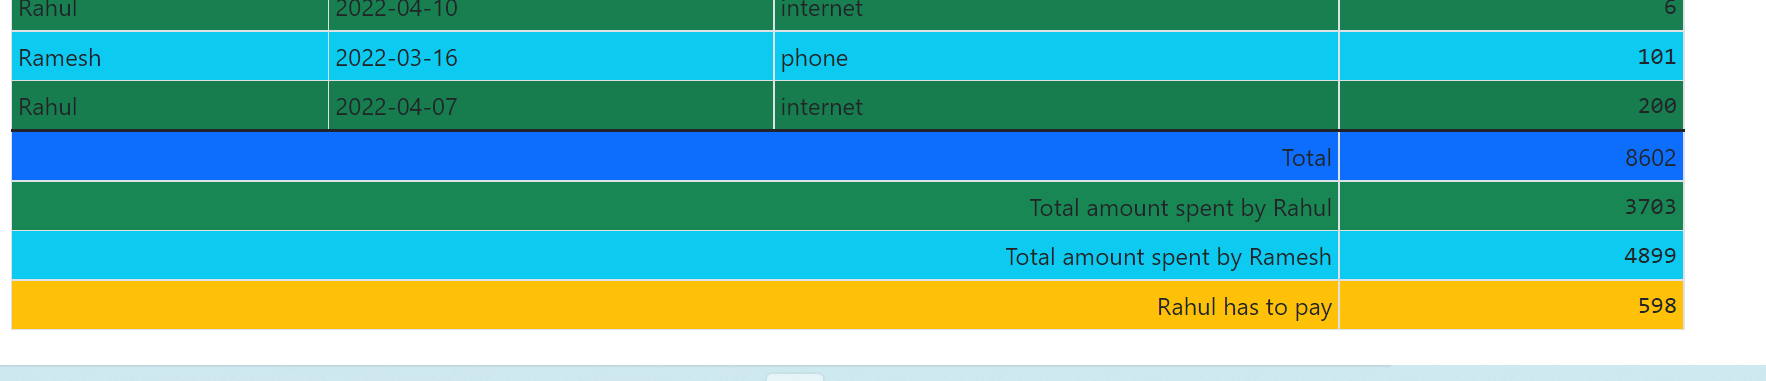 Rahul 2022-04-10 internet 6
Ramesh 2022-03-16 phone 101
Rahul 2022-04-07 internet 200
Total 8602
Total amount spent by Rahul 3703
Total amount spent by Ramesh 4899
Rahul has to pay 598